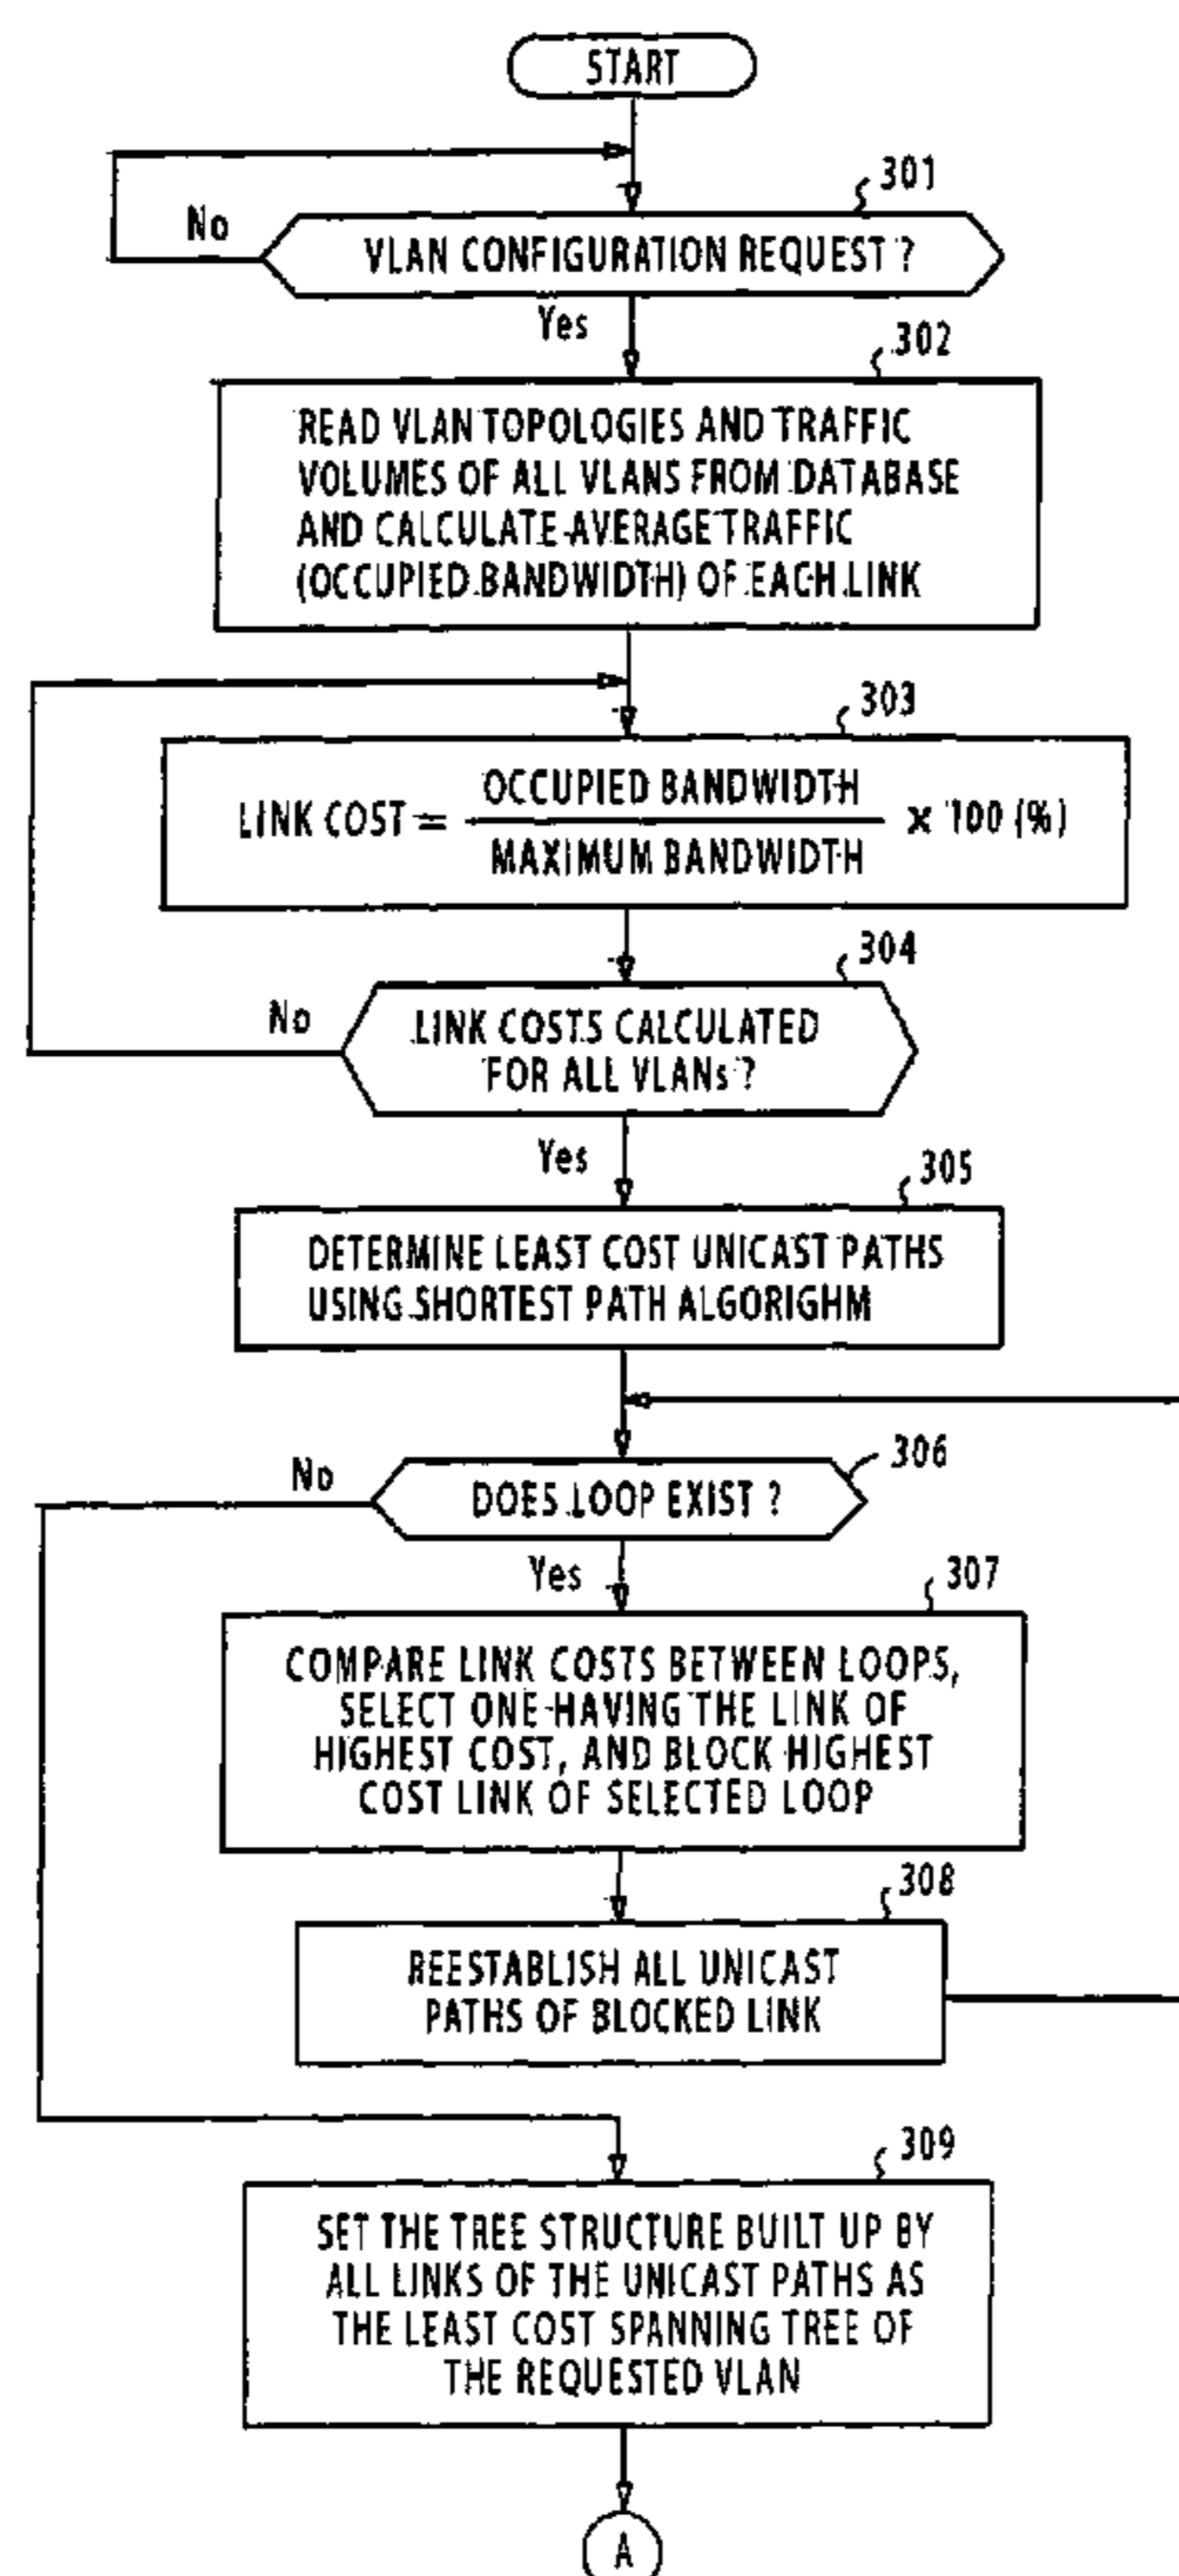 START
301
No
VLAN CONFIGURATION REQUEST ?
Yes
302
READ VLAN TOPOLOGIES AND TRAFFIC
VOLUMES OF ALL VLANS FROM DATABASE
AND CALCULATE AVERAGE TRAFFIC
(OCCUPIED BANDWIDTH) OF EACH LINK
303
OCCUPIED BANDWIDTH
LINK COST = × 100 (%)
MAXIMUM BANDWIDTH
304
No
LINK COSTS CALCULATED
FOR ALL VLANs ?
Yes
305
DETERMINE LEAST COST UNICAST PATHS
USING SHORTEST PATH ALGORIGHM
306
No
DOES LOOP EXIST ?
Yes
307
COMPARE LINK COSTS BETWEEN LOOPS,
SELECT ONE HAVING THE LINK OF
HIGHEST COST, AND BLOCK HIGHEST
COST LINK OF SELECTED LOOP
308
REESTABLISH ALL UNICAST
PATHS OF BLOCKED LINK
309
SET THE TREE STRUCTURE BUILT UP BY
ALL LINKS OF THE UNICAST PATHS AS
THE LEAST COST SPANNING TREE OF
THE REQUESTED VLAN
A